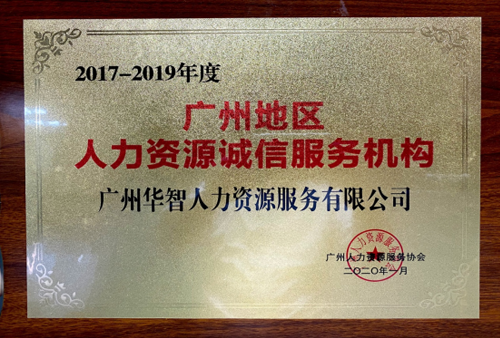 2017-2019年度
广州地区
人力资源诚信服务机构
广州华智人力资源服务有限公司
广州人力资源服务协会
二〇二〇年一月